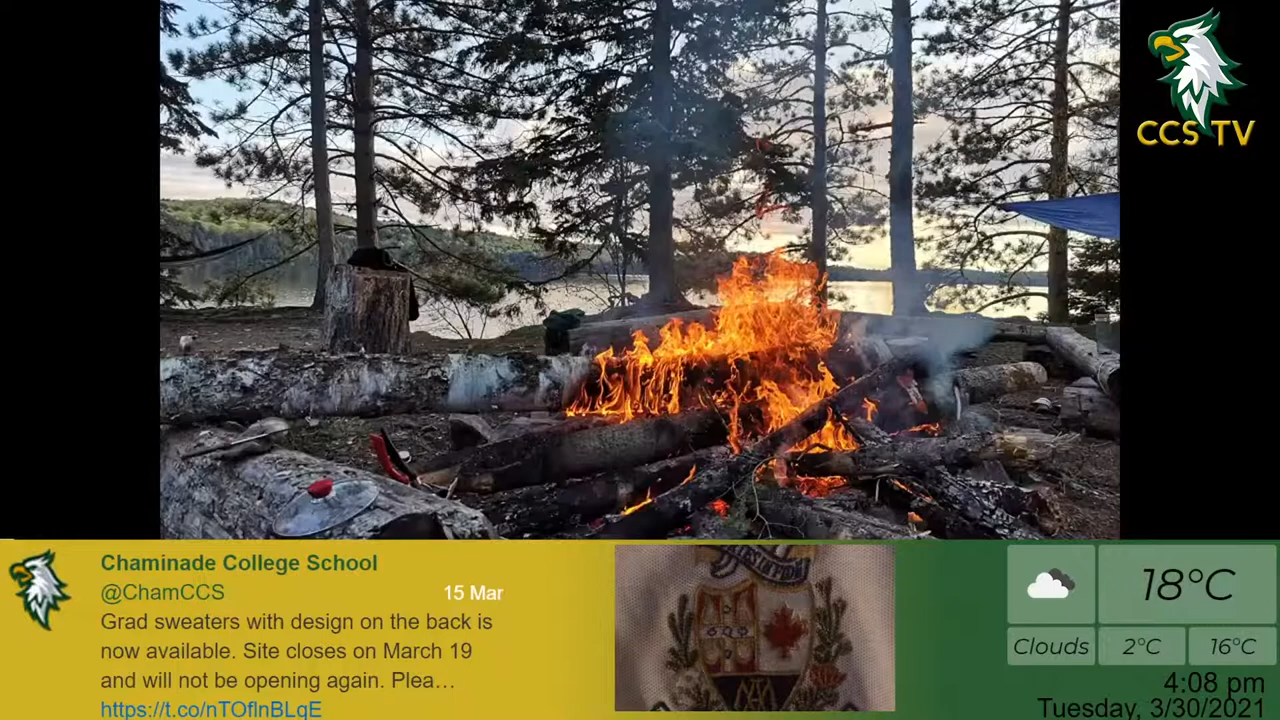 CCS TV
Chaminade College School
@ChamCCS
15 Mar
Grad sweaters with design on the back is
now available. Site closes on March 19
and will not be opening again. Plea…
https://t.co/nTOflnBLqE
18°C
Clouds
2°C
16°C
4:08 pm
Tuesday, 3/30/2021